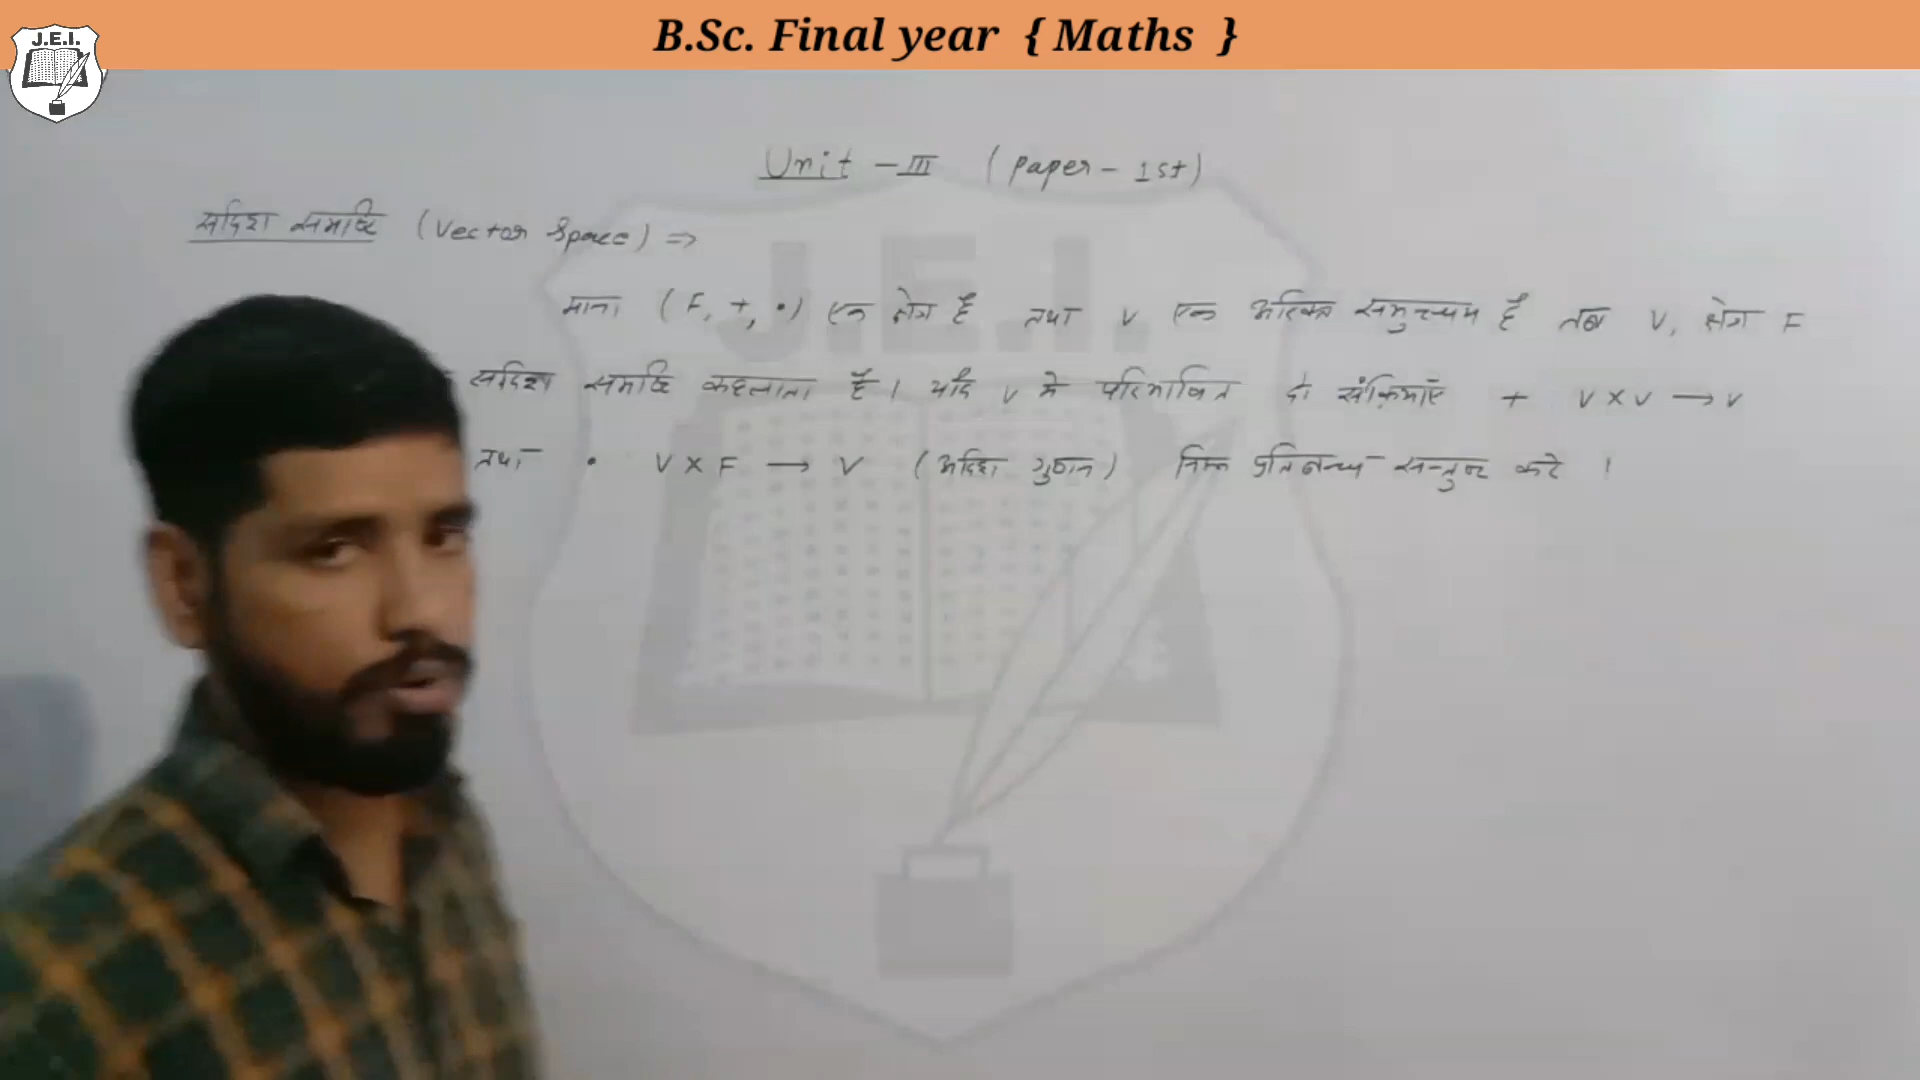 B.Sc. Final year { Maths }
J.E.I.
Unit - III (Paper - 1st)
सदिश समष्टि (Vector Space) ⇒
माना (F, +, •) एक क्षेत्र है तथा V एक अरिक्त समुच्चय है तब V, क्षेत्र F
सदिश समष्टि कहलाता है। यदि V मे परिभाषित दो संक्रियाएँ + V × V → V
तथा • V × F → V (अदिश गुणन) निम्न प्रतिबन्ध सन्तुष्ट करे ।
J.E.I.